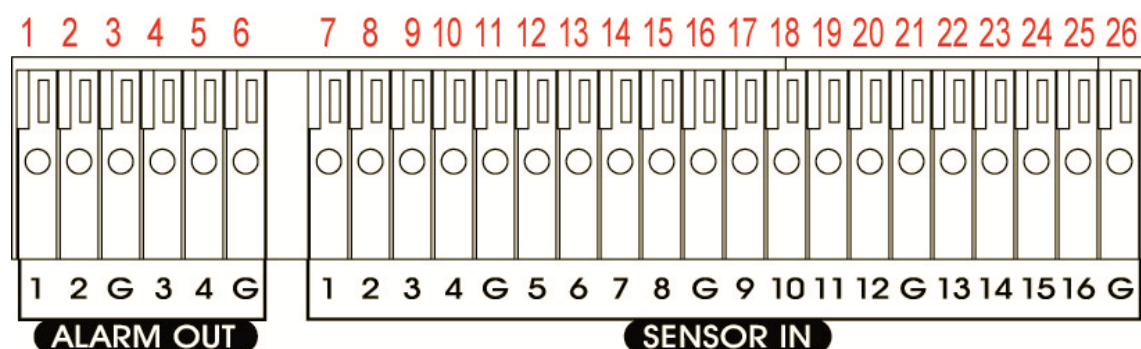 1 2 3 4 5 6 7 8 9 10 11 12 13 14 15 16 17 18 19 20 21 22 23 24 25 26
1 2 G 3 4 G 1 2 3 4 G 5 6 7 8 G 9 10 11 12 G 13 14 15 16 G
ALARM OUT SENSOR IN